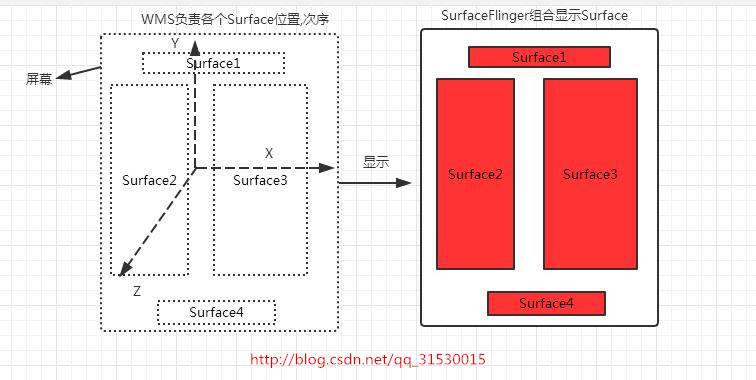 WMS负责各个Surface位置,次序
SurfaceFlinger组合显示Surface
Y
Surface1
Surface1
屏幕
X
显示
Surface2
Surface3
Surface2
Surface3
Z
Surface4
Surface4
http://blog.csdn.net/qq_31530015